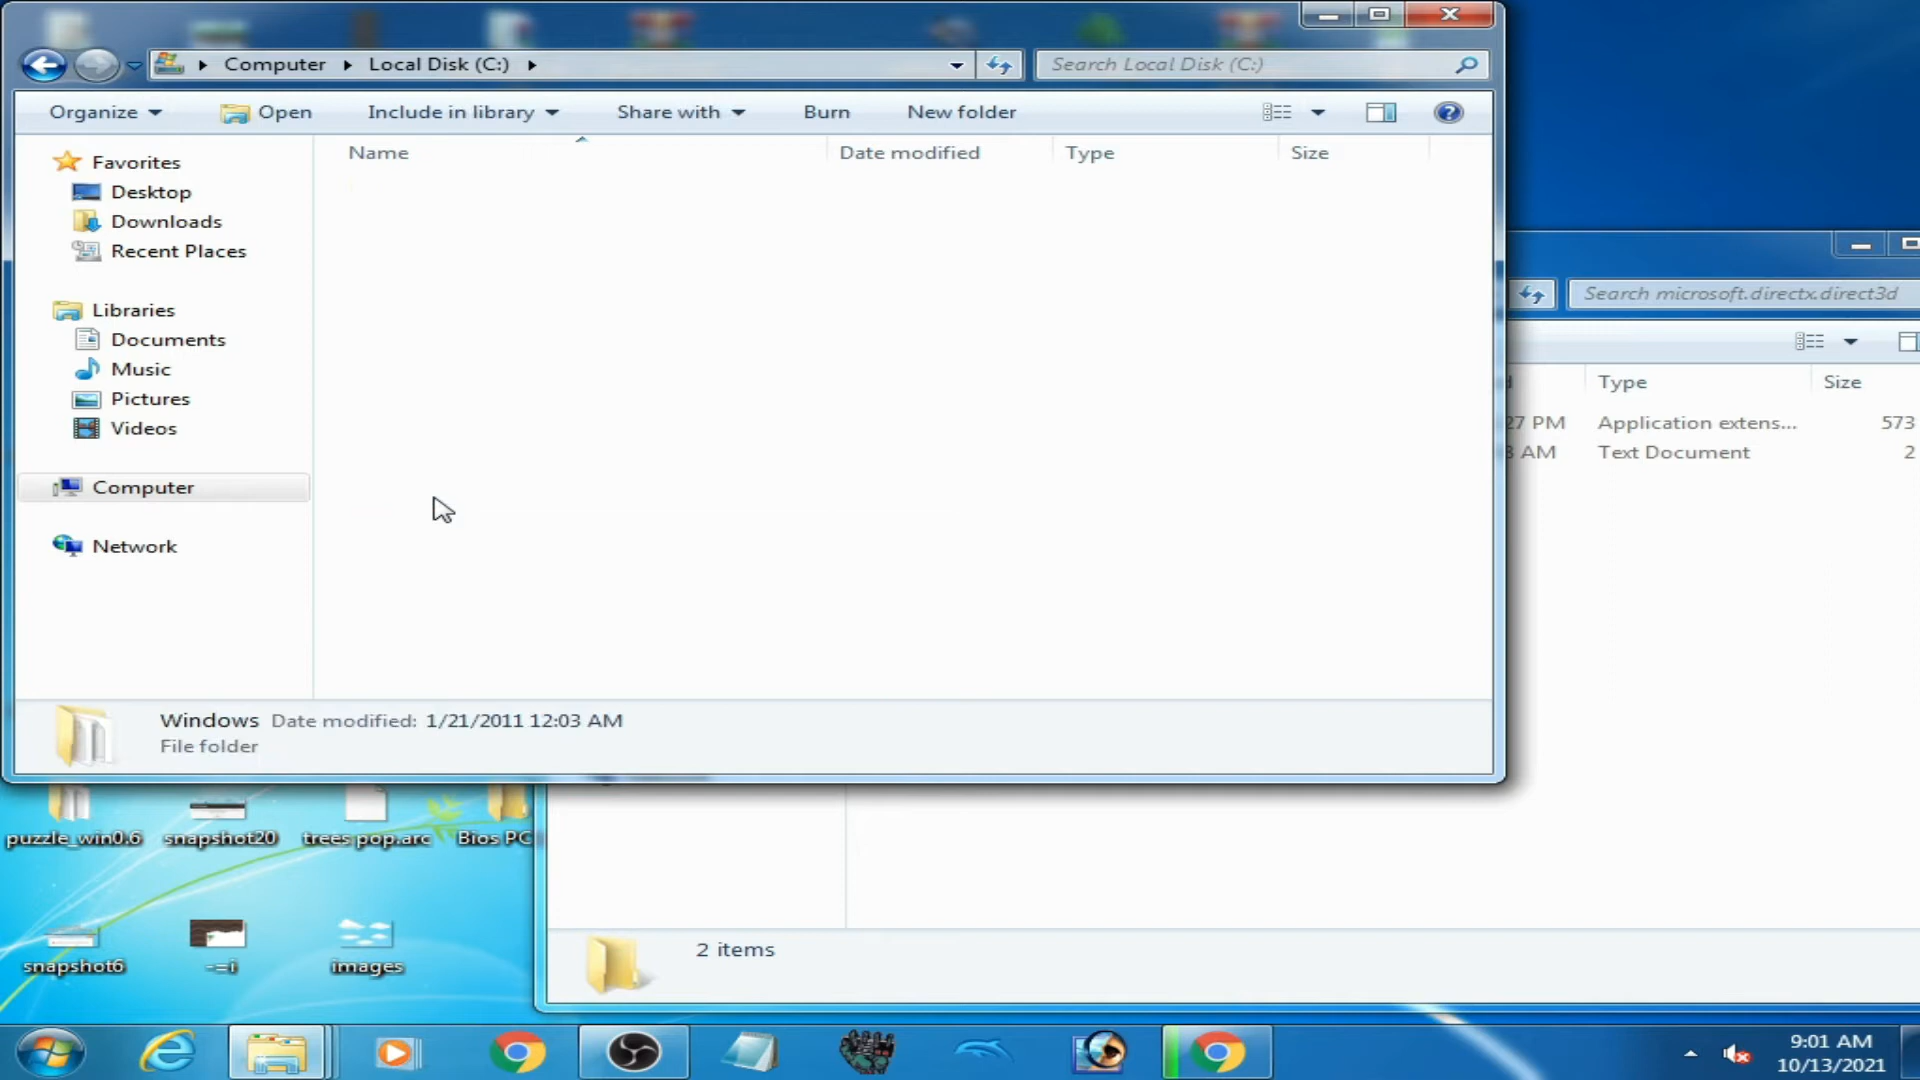 Computer Local Disk (C:)
Search Local Disk (C:)
Organize Open Include in library Share with Burn New folder
Name Date modified Type Size
Favorites
Desktop
Downloads
Recent Places
Libraries
Documents
Music
Pictures
Videos
Computer
Network
Windows Date modified: 1/21/2011 12:03 AM
File folder
Search microsoft.directx.direct3d
Type Size
27 PM Application extens... 573
AM Text Document 2
2 items
puzzle_win0.6 snapshot20 trees pop.arc Bios PC
snapshot6 -=i images
9:01 AM
10/13/2021